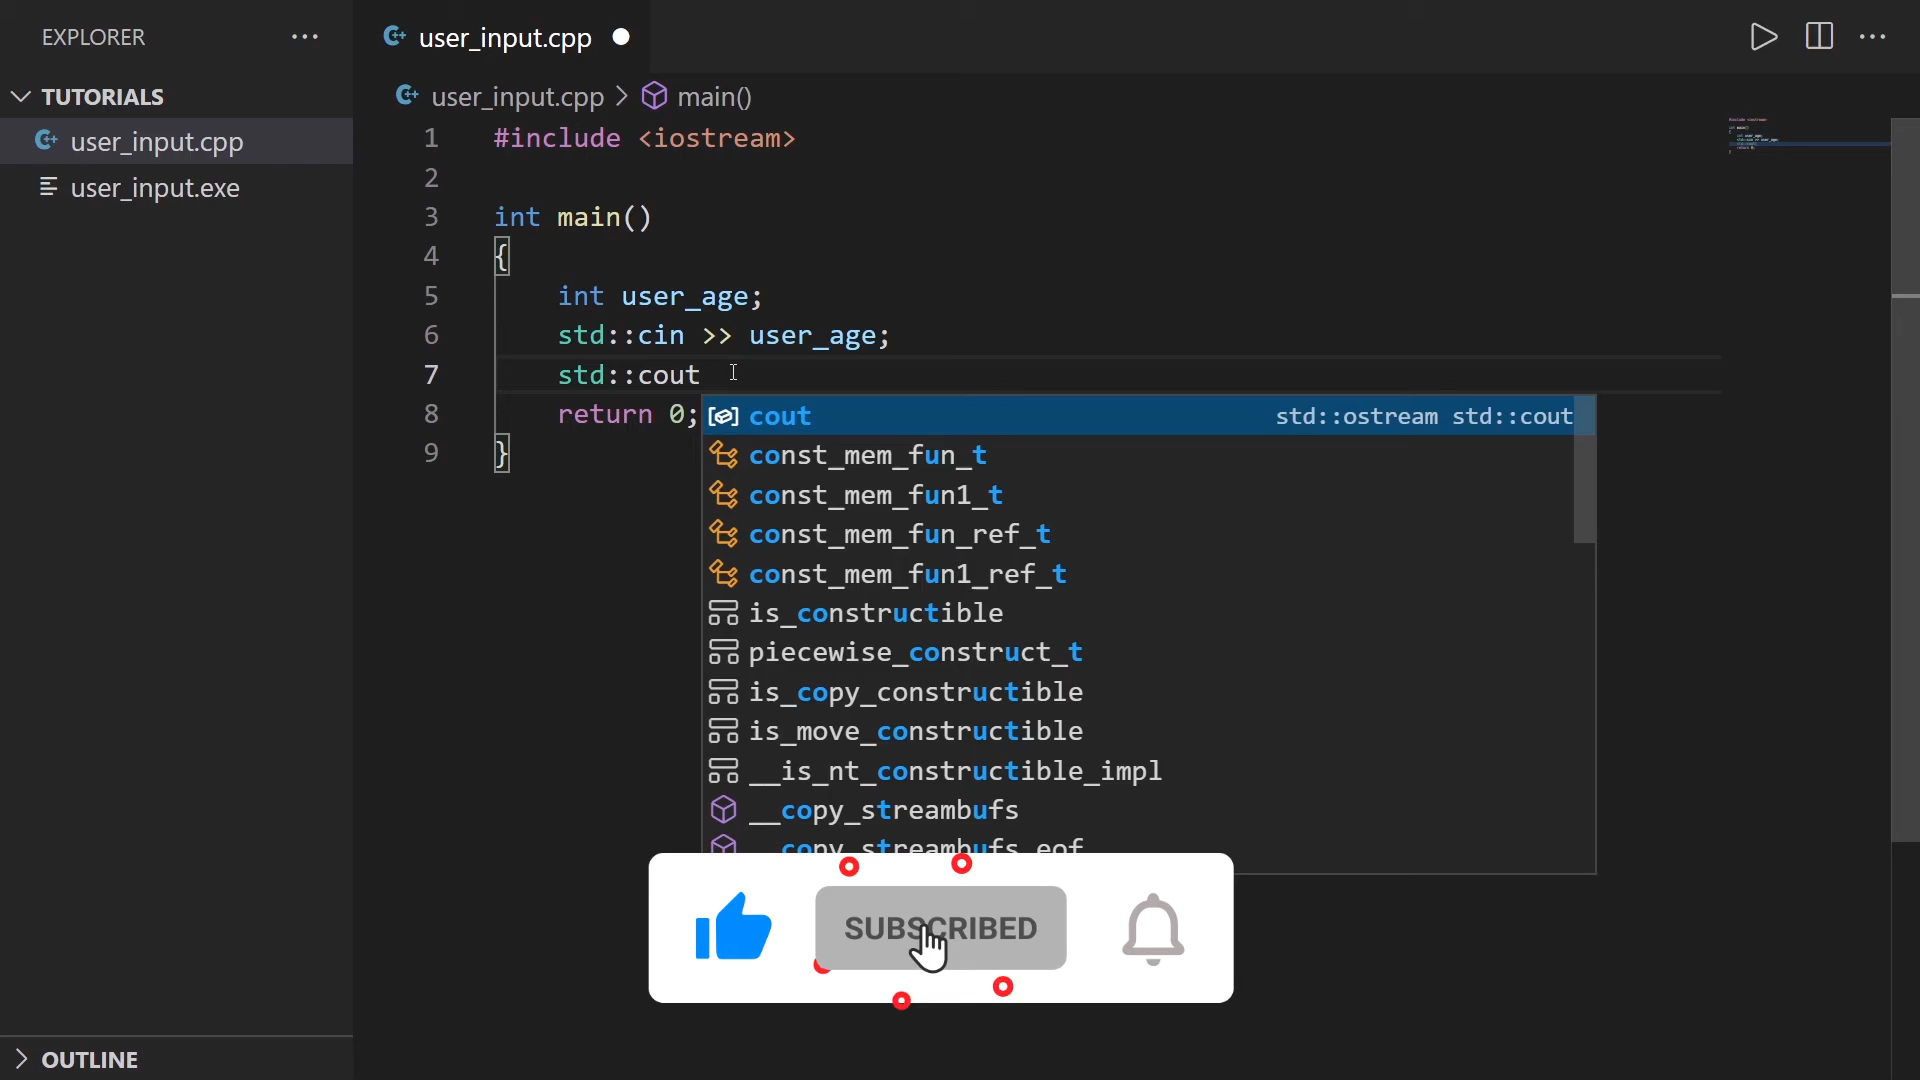 EXPLORER
user_input.cpp
TUTORIALS
user_input.cpp
user_input.exe
user_input.cpp > main()
1 #include <iostream>
2
3 int main()
4 {
5 int user_age;
6 std::cin >> user_age;
7 std::cout
8 return 0;
9 }
cout std::ostream std::cout
const_mem_fun_t
const_mem_fun1_t
const_mem_fun_ref_t
const_mem_fun1_ref_t
is_constructible
piecewise_construct_t
is_copy_constructible
is_move_constructible
__is_nt_constructible_impl
__copy_streambufs
__copy_streambufs_eof
SUBSCRIBED
OUTLINE